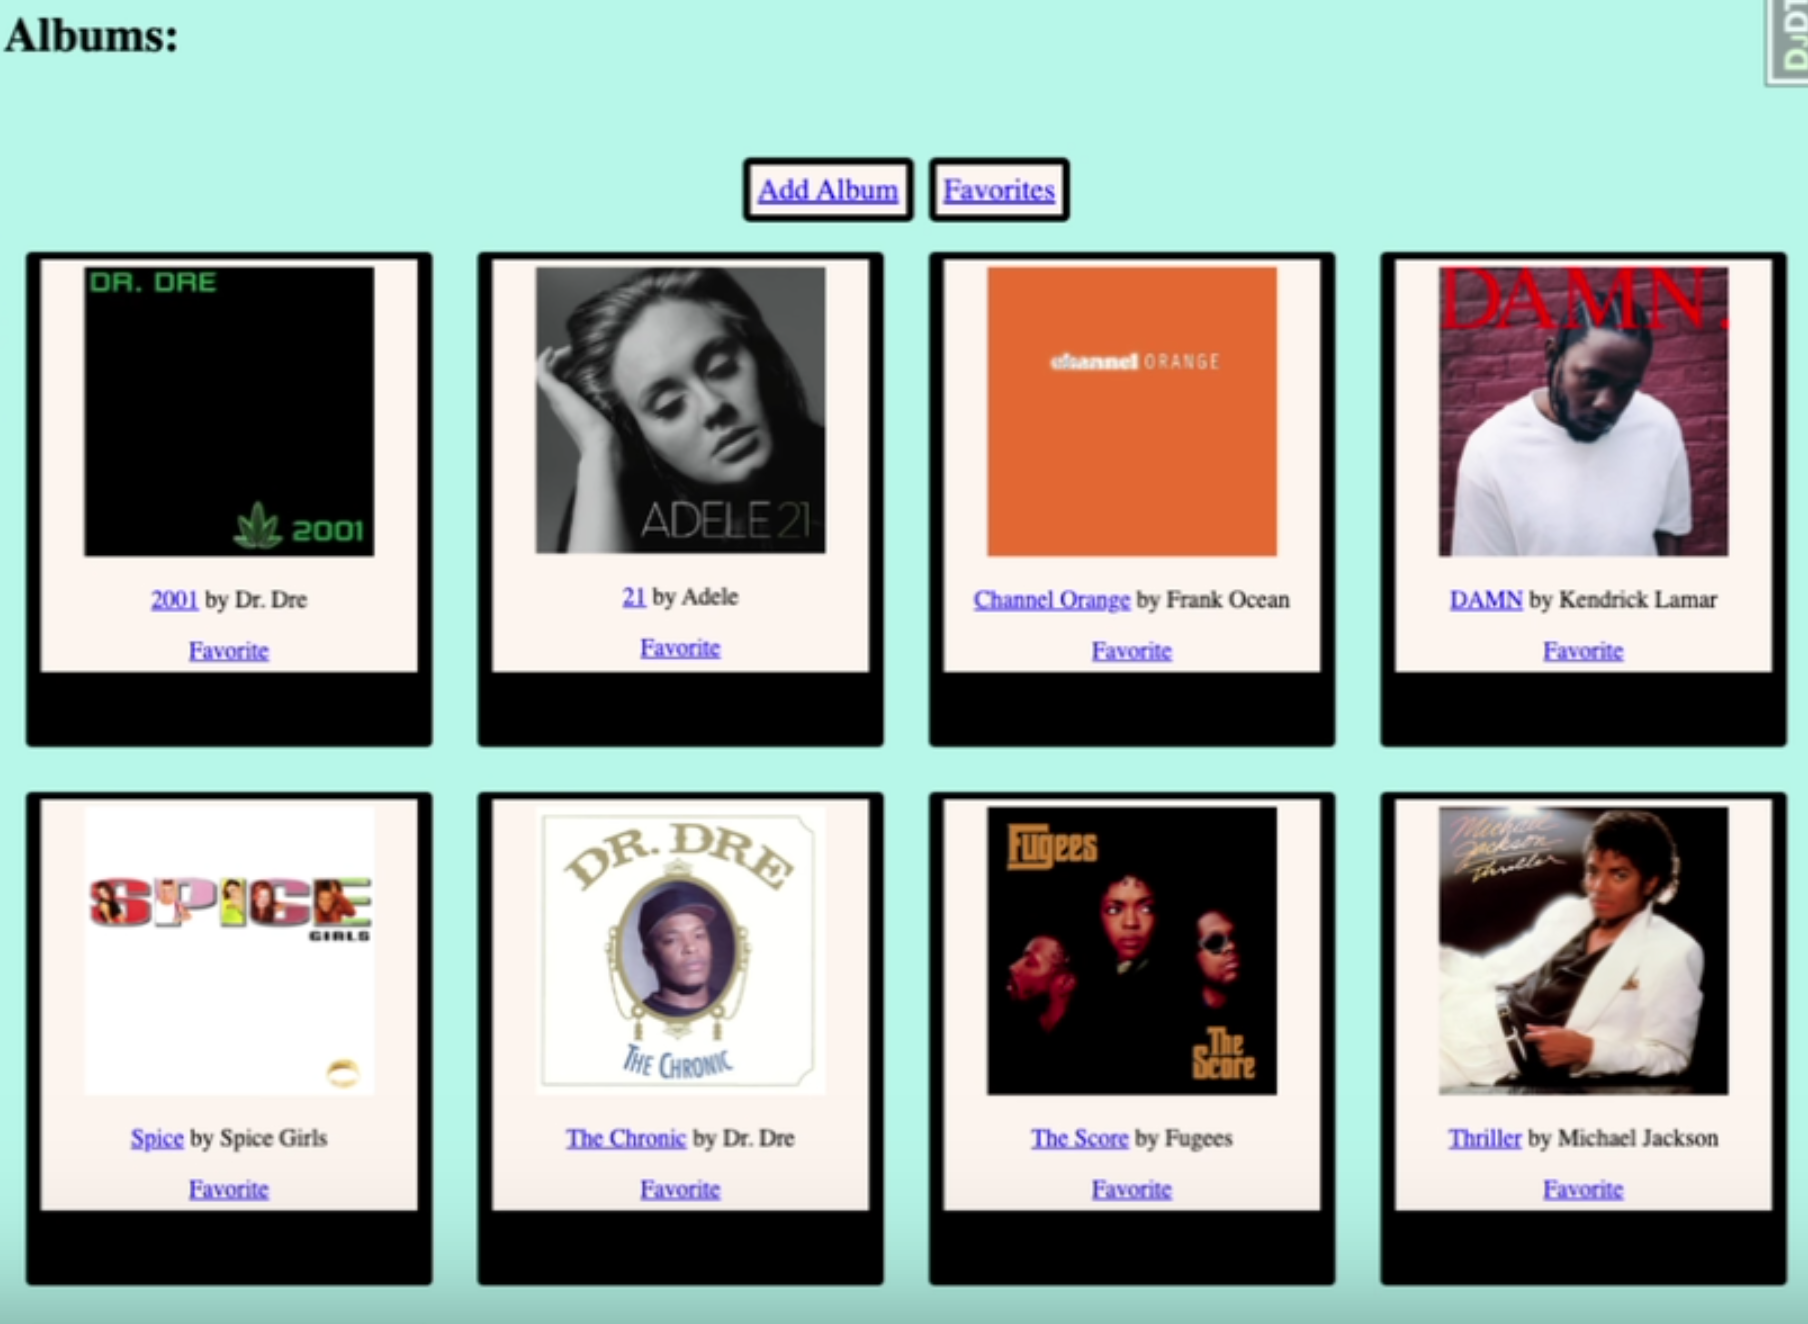 Albums:
DJDT
Add Album Favorites
DR. DRE
2001
ADELE 21
channel ORANGE
DAMN.
2001 by Dr. Dre
21 by Adele
Channel Orange by Frank Ocean
DAMN by Kendrick Lamar
Favorite
Favorite
Favorite
Favorite
SPICE
GIRLS
DR. DRE
THE CHRONIC
Fugees
The
Score
Michael
Jackson
Thriller
Spice by Spice Girls
The Chronic by Dr. Dre
The Score by Fugees
Thriller by Michael Jackson
Favorite
Favorite
Favorite
Favorite